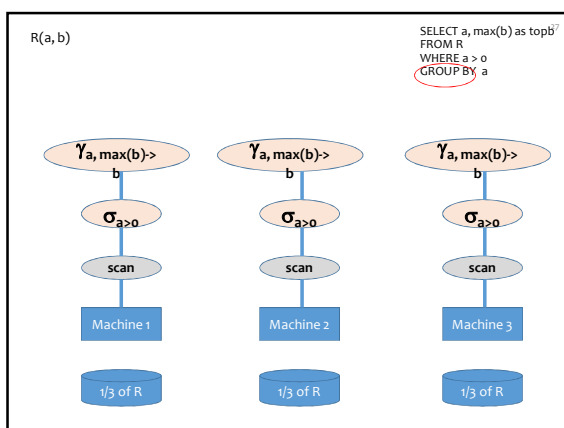 R(a, b)
SELECT a, max(b) as topb
37
FROM R
WHERE a > 0
GROUP BY a
γa, max(b)->
b
γa, max(b)->
b
γa, max(b)->
b
σa>0
σa>0
σa>0
scan
scan
scan
Machine 1
Machine 2
Machine 3
1/3 of R
1/3 of R
1/3 of R